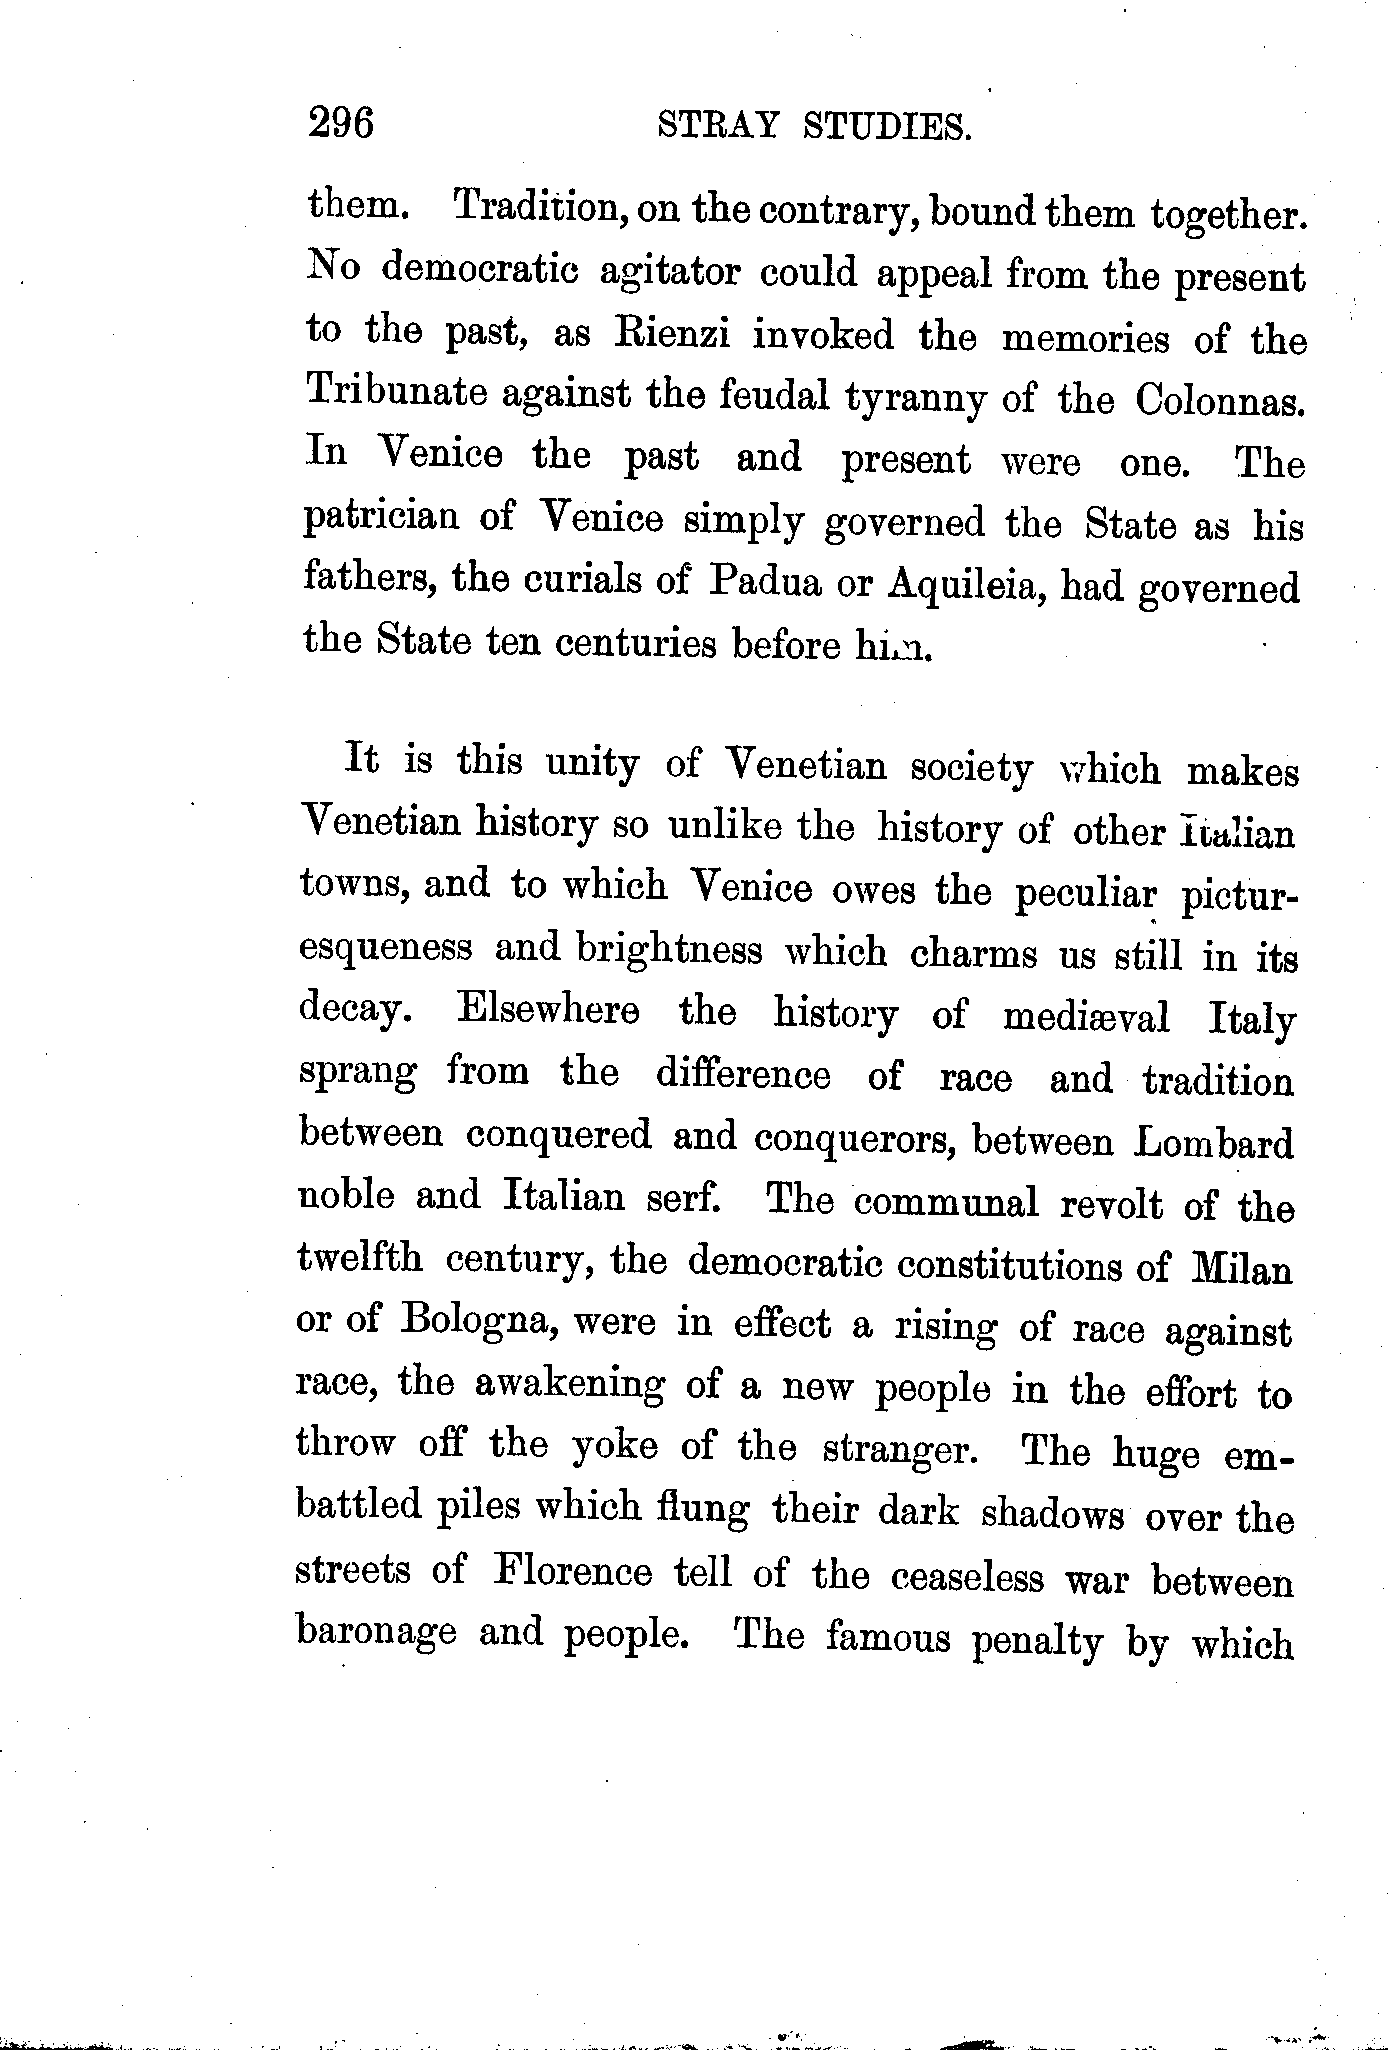 296 STRAY STUDIES.
them. Tradition, on the contrary, bound them together.
No democratic agitator could appeal from the present
to the past, as Rienzi invoked the memories of the
Tribunate against the feudal tyranny of the Colonnas.
In Venice the past and present were one. The
patrician of Venice simply governed the State as his
fathers, the curials of Padua or Aquileia, had governed
the State ten centuries before him.
It is this unity of Venetian society which makes
Venetian history so unlike the history of other Italian
towns, and to which Venice owes the peculiar pictur-
esqueness and brightness which charms us still in its
decay. Elsewhere the history of mediæval Italy
sprang from the difference of race and tradition
between conquered and conquerors, between Lombard
noble and Italian serf. The communal revolt of the
twelfth century, the democratic constitutions of Milan
or of Bologna, were in effect a rising of race against
race, the awakening of a new people in the effort to
throw off the yoke of the stranger. The huge em-
battled piles which flung their dark shadows over the
streets of Florence tell of the ceaseless war between
baronage and people. The famous penalty by which